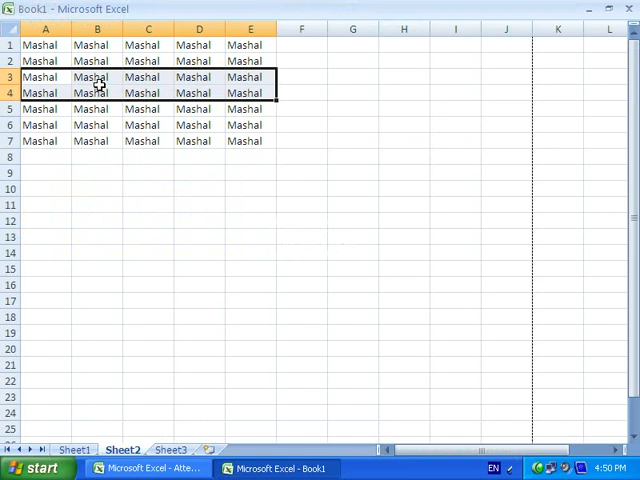 Book1 - Microsoft Excel
A B C D E F G H I J K L
1 Mashal Mashal Mashal Mashal Mashal
2 Mashal Mashal Mashal Mashal Mashal
3 Mashal Mashal Mashal Mashal Mashal
4 Mashal Mashal Mashal Mashal Mashal
5 Mashal Mashal Mashal Mashal Mashal
6 Mashal Mashal Mashal Mashal Mashal
7 Mashal Mashal Mashal Mashal Mashal
8
9
10
11
12
13
14
15
16
17
18
19
20
21
22
23
24
25
26
Sheet1 Sheet2 Sheet3
start Microsoft Excel - Atte... Microsoft Excel - Book1 EN 4:50 PM